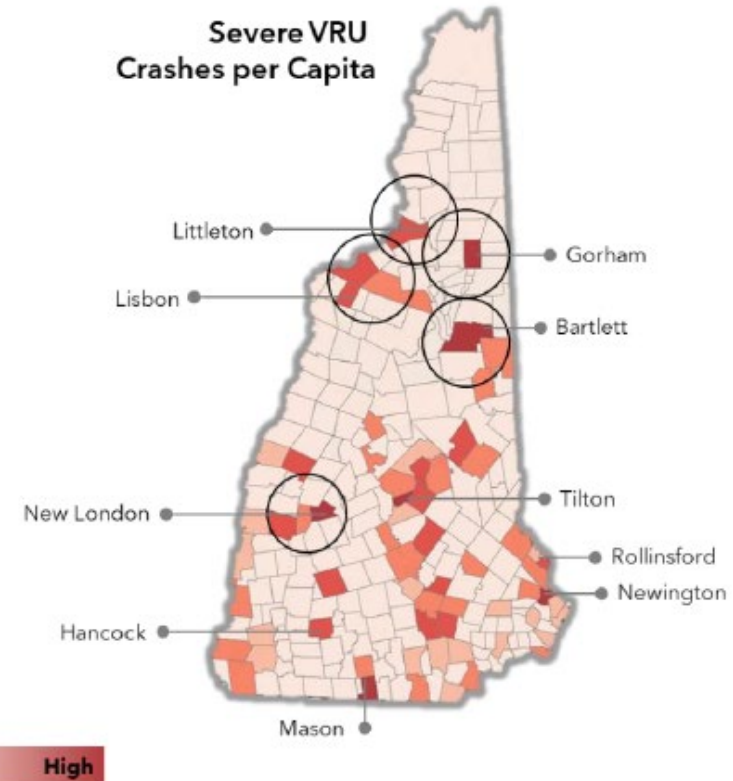 Severe VRU
Crashes per Capita
Littleton
Gorham
Lisbon
Bartlett
New London
Tilton
Rollinsford
Newington
Hancock
Mason
High